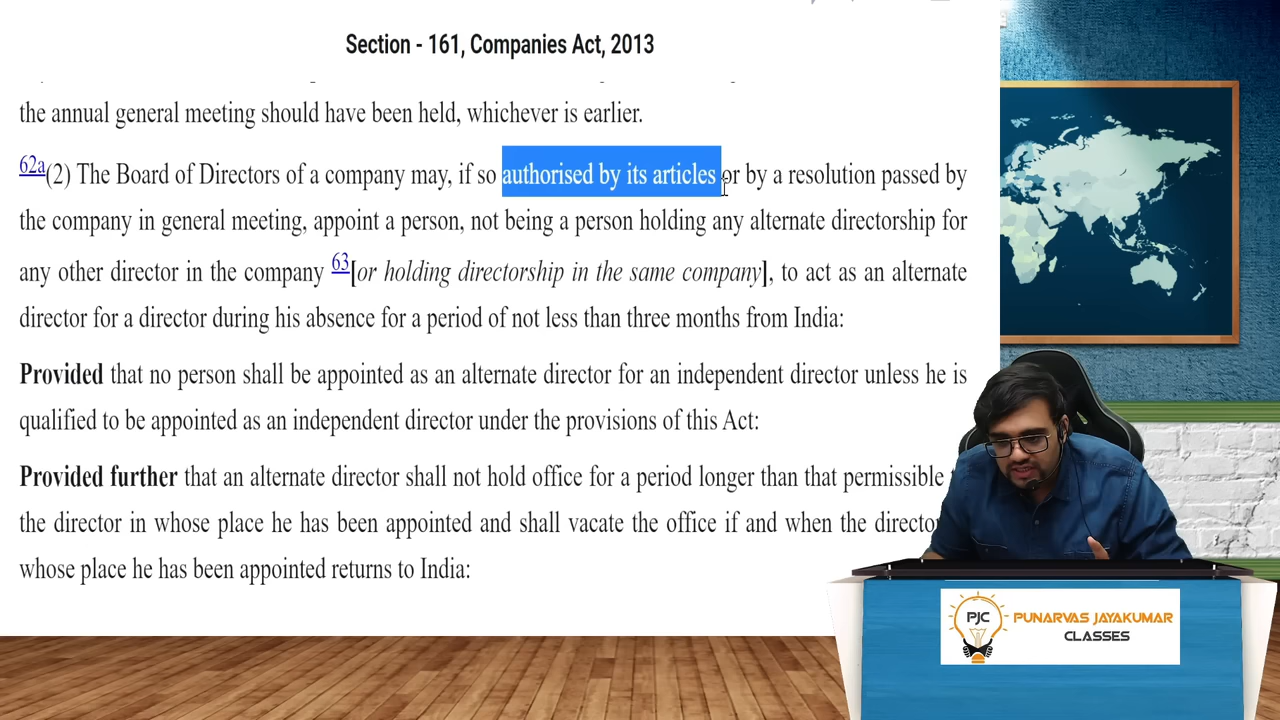 Section - 161, Companies Act, 2013
the annual general meeting should have been held, whichever is earlier.
62a(2) The Board of Directors of a company may, if so authorised by its articles or by a resolution passed by
the company in general meeting, appoint a person, not being a person holding any alternate directorship for
any other director in the company 63[or holding directorship in the same company], to act as an alternate
director for a director during his absence for a period of not less than three months from India:
Provided that no person shall be appointed as an alternate director for an independent director unless he is
qualified to be appointed as an independent director under the provisions of this Act:
Provided further that an alternate director shall not hold office for a period longer than that permissible
the director in whose place he has been appointed and shall vacate the office if and when the director
whose place he has been appointed returns to India:
PJC
PUNARVAS JAYAKUMAR
CLASSES